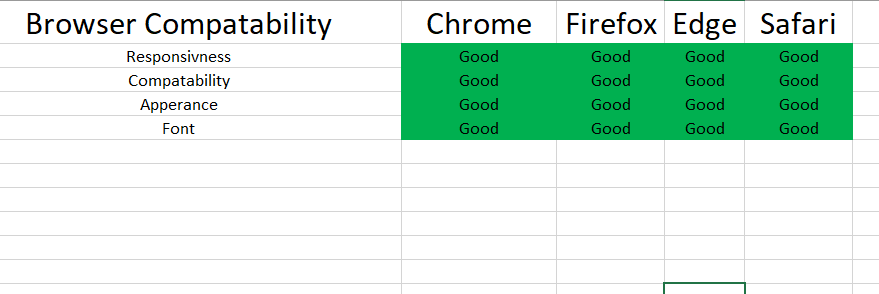 Browser Compatability Chrome Firefox Edge Safari
Responsivness Good Good Good Good
Compatability Good Good Good Good
Apperance Good Good Good Good
Font Good Good Good Good